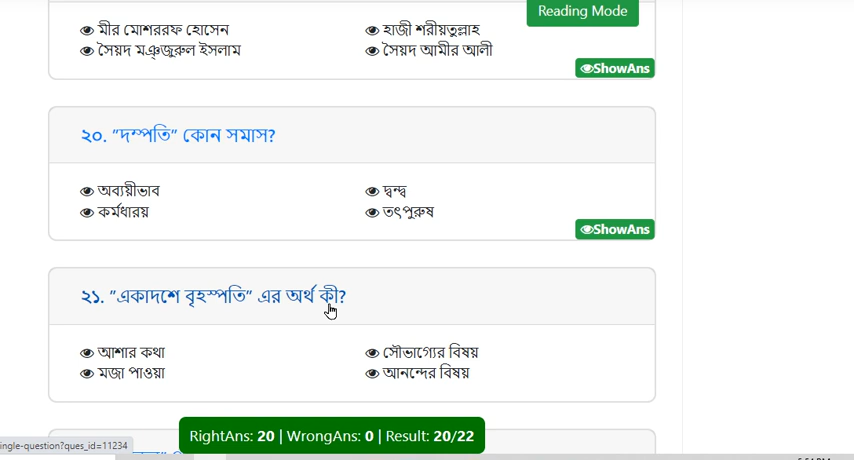 Reading Mode
মীর মোশররফ হোসেন
হাজী শরীয়তুল্লাহ
সৈয়দ মঞ্জুরুল ইসলাম
সৈয়দ আমীর আলী
ShowAns
২০. “দম্পতি” কোন সমাস?
অব্যয়ীভাব
দ্বন্দ্ব
কর্মধারয়
তৎপুরুষ
ShowAns
২১. “একাদশে বৃহস্পতি” এর অর্থ কী?
আশার কথা
সৌভাগ্যের বিষয়
মজা পাওয়া
আনন্দের বিষয়
RightAns: 20 | WrongAns: 0 | Result: 20/22
ingle-question?ques_id=11234